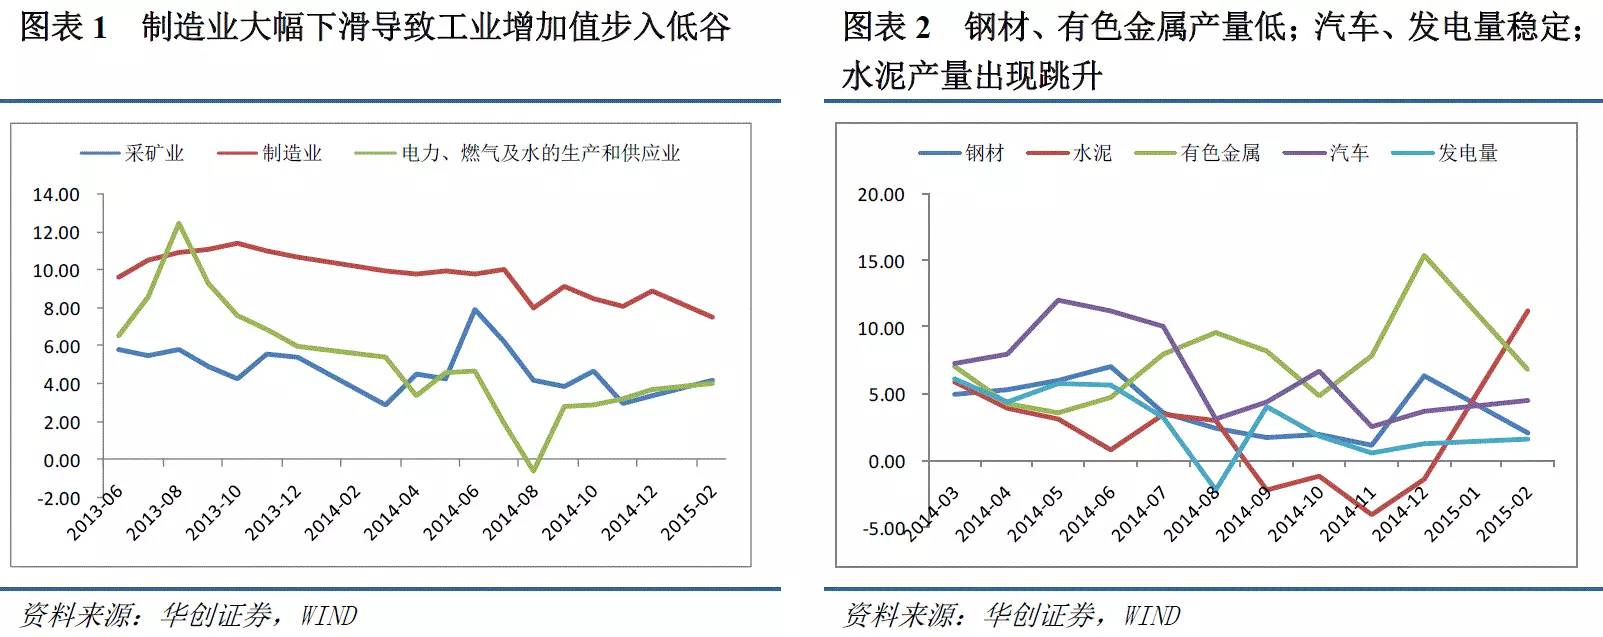 图表 1 制造业大幅下滑导致工业增加值步入低谷
采矿业 制造业 电力、燃气及水的生产和供应业
14.00
12.00
10.00
8.00
6.00
4.00
2.00
0.00
-2.00
2013-06 2013-08 2013-10 2013-12 2014-02 2014-04 2014-06 2014-08 2014-10 2014-12 2015-02
资料来源：华创证券，WIND
图表 2 钢材、有色金属产量低；汽车、发电量稳定；
水泥产量出现跳升
钢材 水泥 有色金属 汽车 发电量
20.00
15.00
10.00
5.00
0.00
-5.00
2014-03 2014-04 2014-05 2014-06 2014-07 2014-08 2014-09 2014-10 2014-11 2014-12 2015-01 2015-02
资料来源：华创证券，WIND